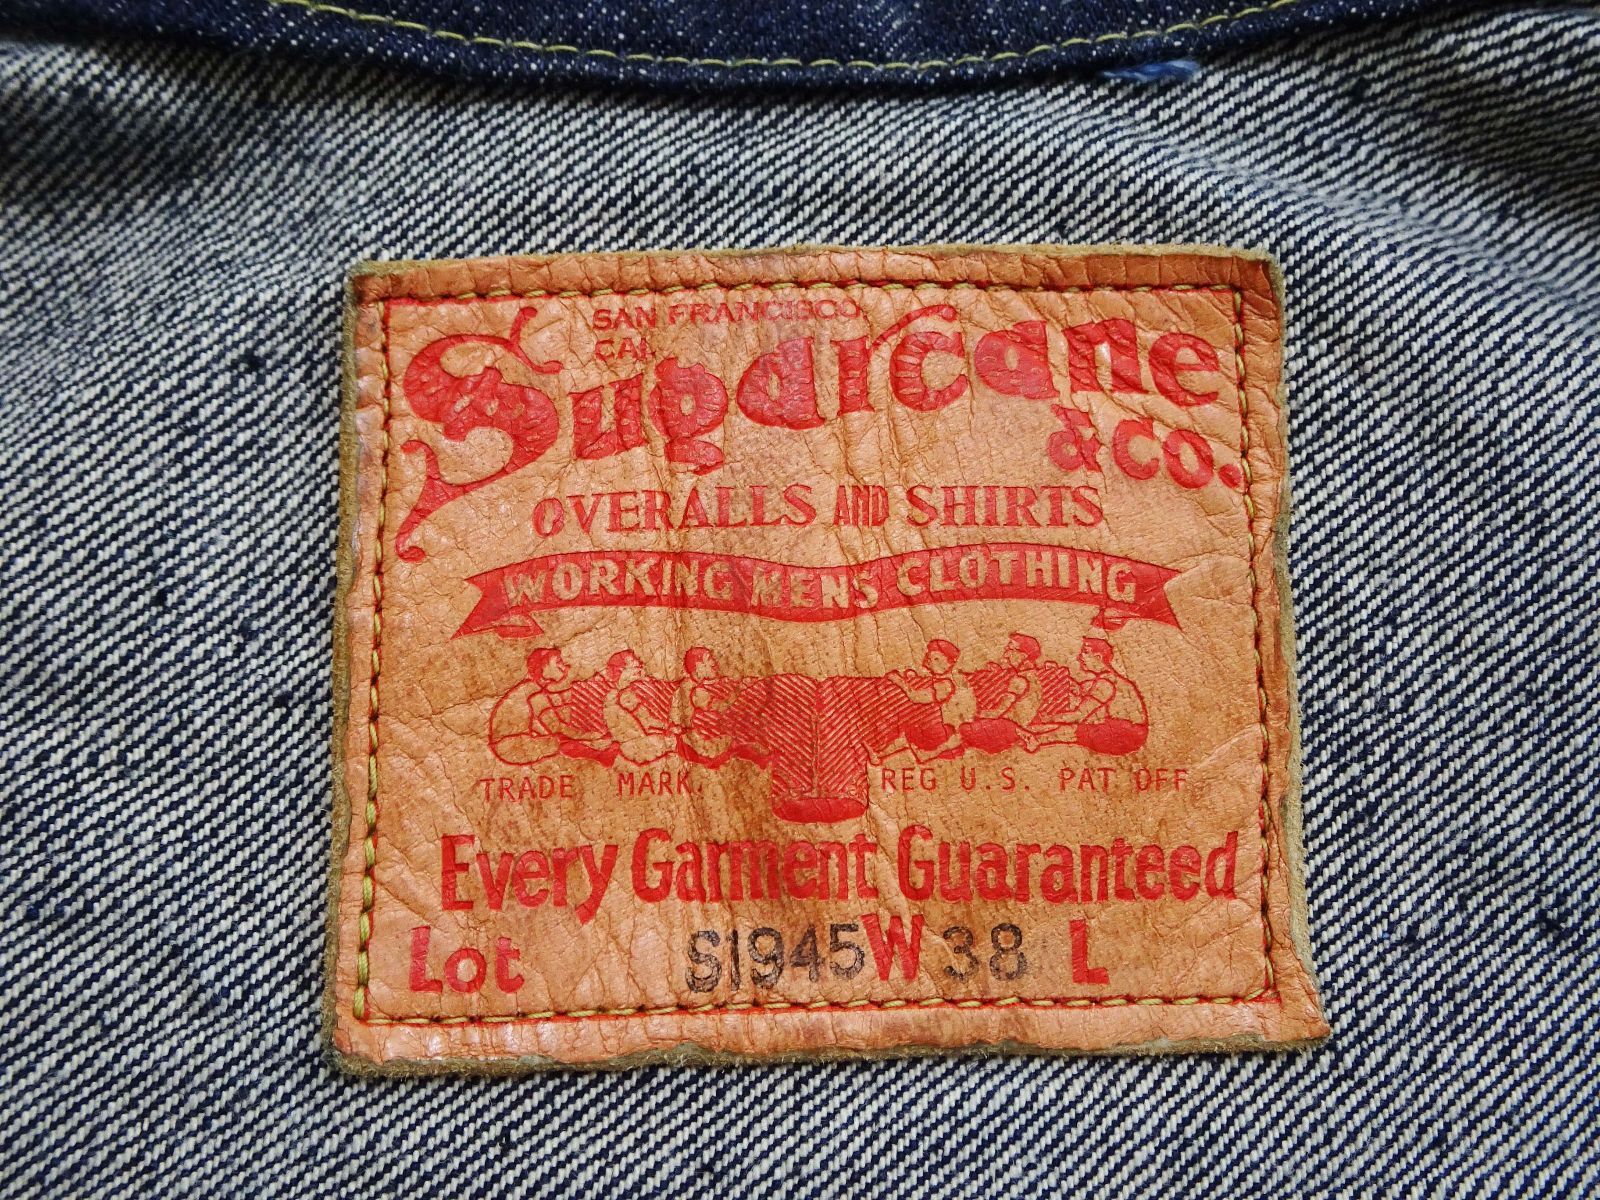 SAN FRANCISCO,
CAL.
Sugarcane
& CO.
OVERALLS AND SHIRTS
WORKING MENS CLOTHING
TRADE MARK. REG U.S. PAT OFF
Every Garment Guaranteed
Lot S1945 W 38 L